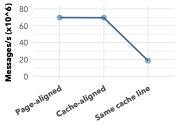 Messages/s (x10^6)
80
60
40
20
0
Page-aligned
Cache-aligned
Same cache line